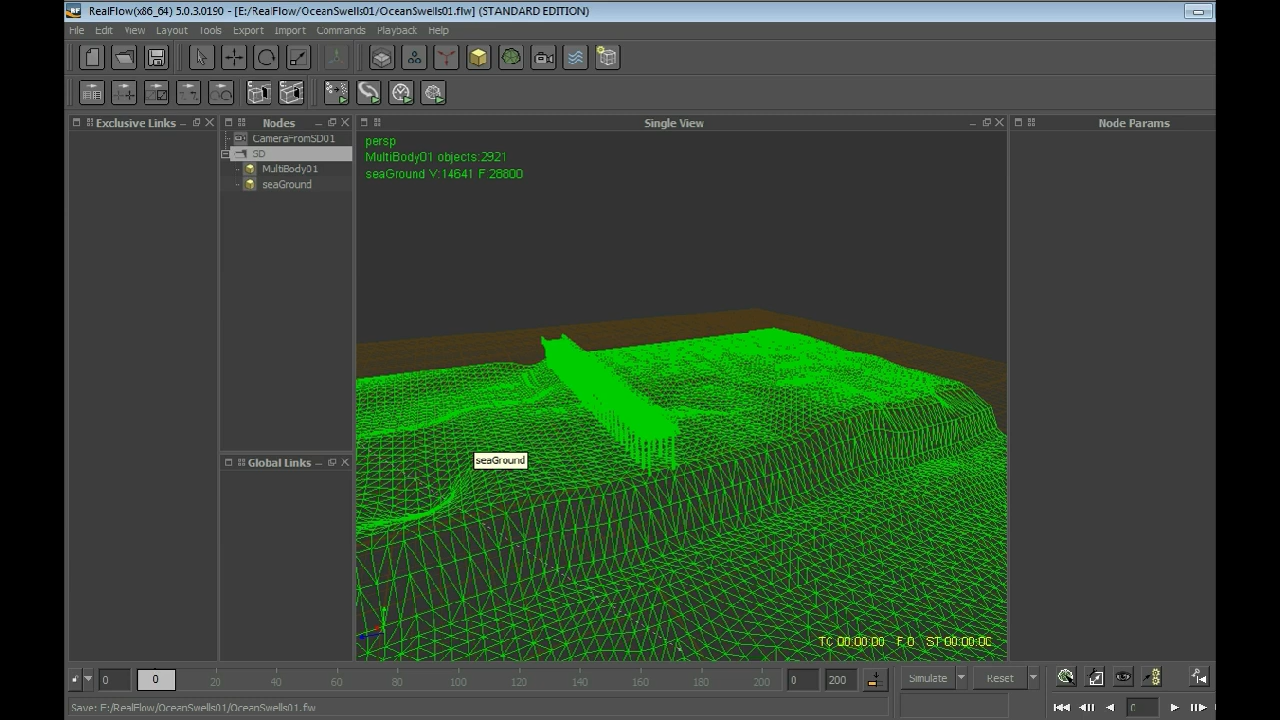 RealFlow(x86_64) 5.0.3.0190 - [E:/RealFlow/OceanSwells01/OceanSwells01.flw] (STANDARD EDITION)
File Edit View Layout Tools Export Import Commands Playback Help
Exclusive Links
Nodes
Single View
Node Params
CameraFromSD01
SD
MultiBody01
seaGround
persp
MultiBody01 objects:2921
seaGround V:14641 F:28800
Global Links
seaGround
TC 00:00:00 F 0 ST 00:00:00
0 0 20 40 60 80 100 120 140 160 180 200 0 200 Simulate Reset
Save: E:/RealFlow/OceanSwells01/OceanSwells01.flw
0